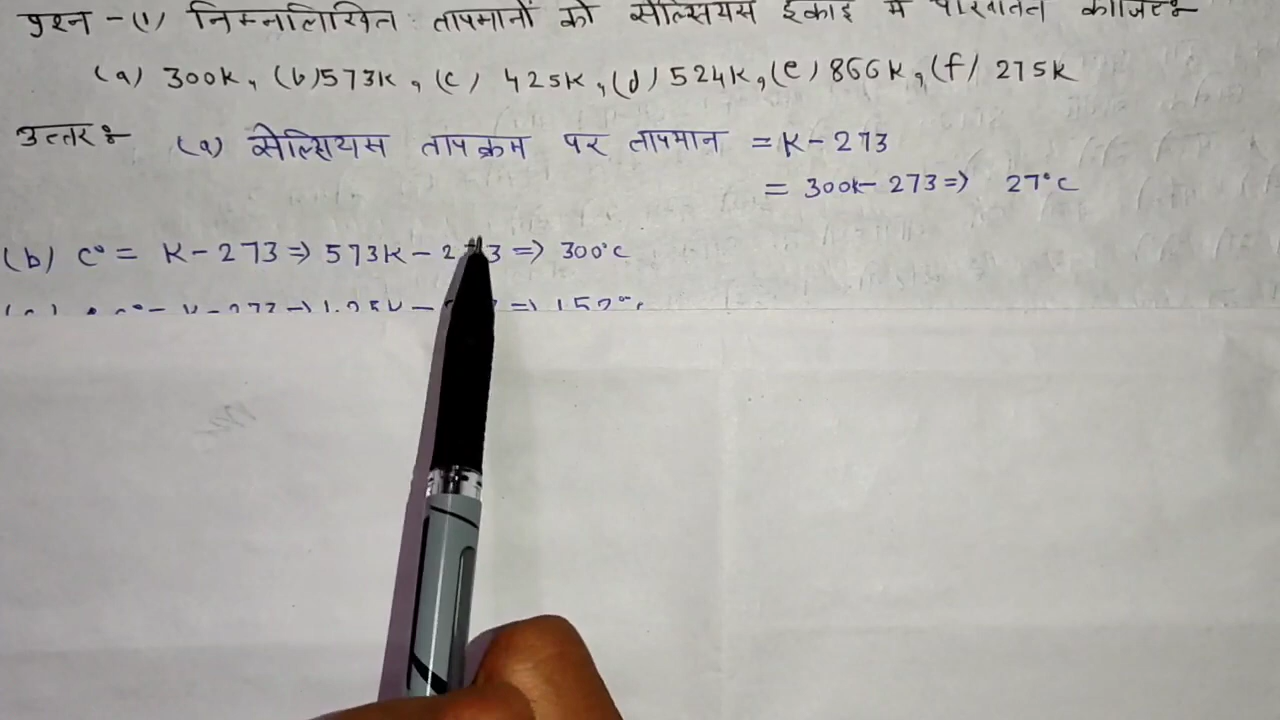 प्रश्न -(1) निम्नलिखित तापमानों को सेल्सियस इकाई में परिवर्तित कीजिए:
(a) 300K, (b) 573K, (c) 425K, (d) 524K, (e) 866K, (f) 275K
उत्तर: (a) सेल्सियस तापक्रम पर तापमान = K-273
= 300K-273 => 27°C
(b) C° = K-273 => 573K-273 => 300°C